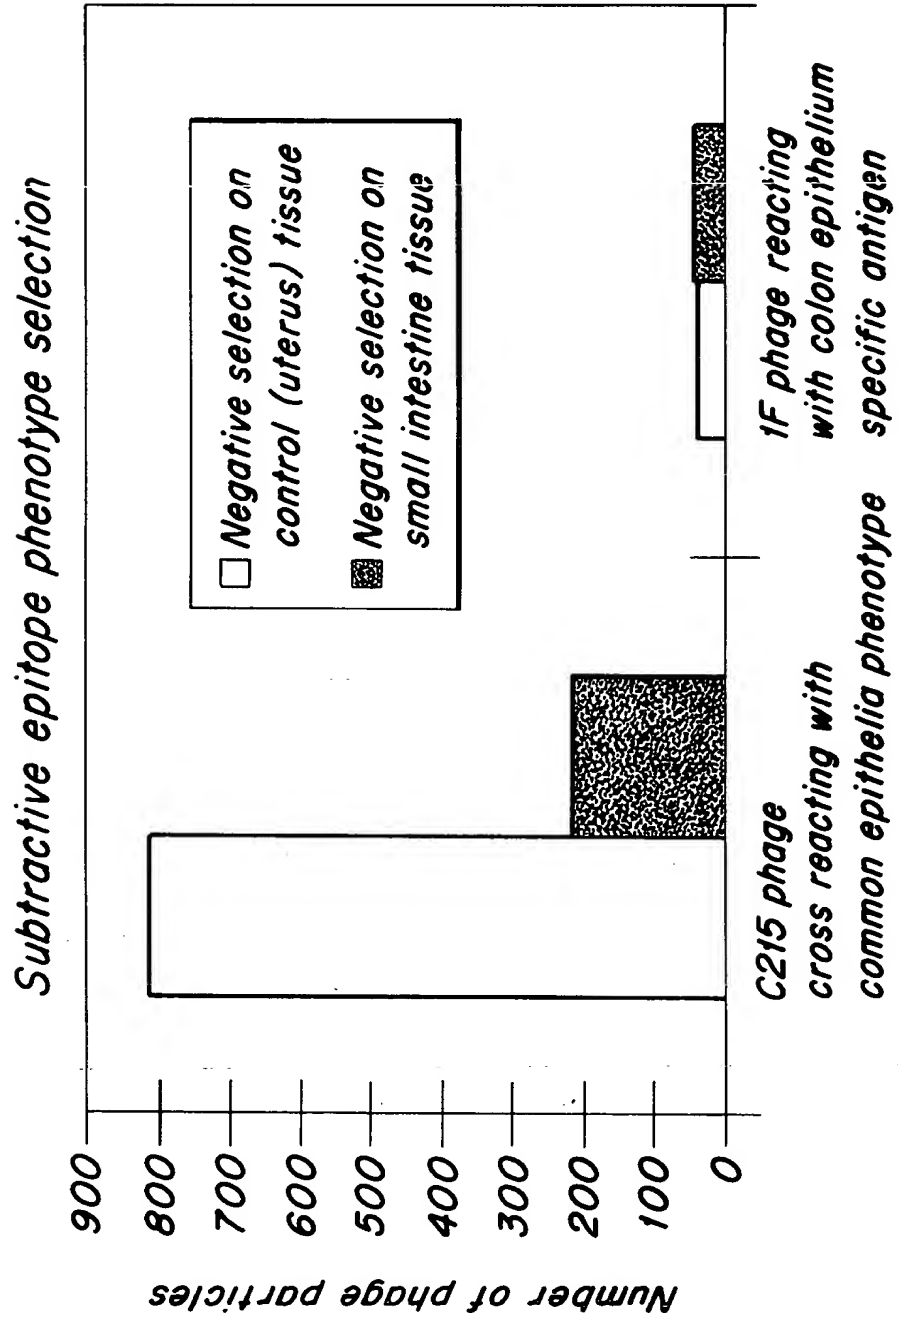 Subtractive epitope phenotype selection
Number of phage particles
900
800
700
600
500
400
300
200
100
0
Negative selection on
control (uterus) tissue
Negative selection on
small intestine tissue
C215 phage
cross reacting with
common epithelia phenotype
1F phage reacting
with colon epithelium
specific antigen